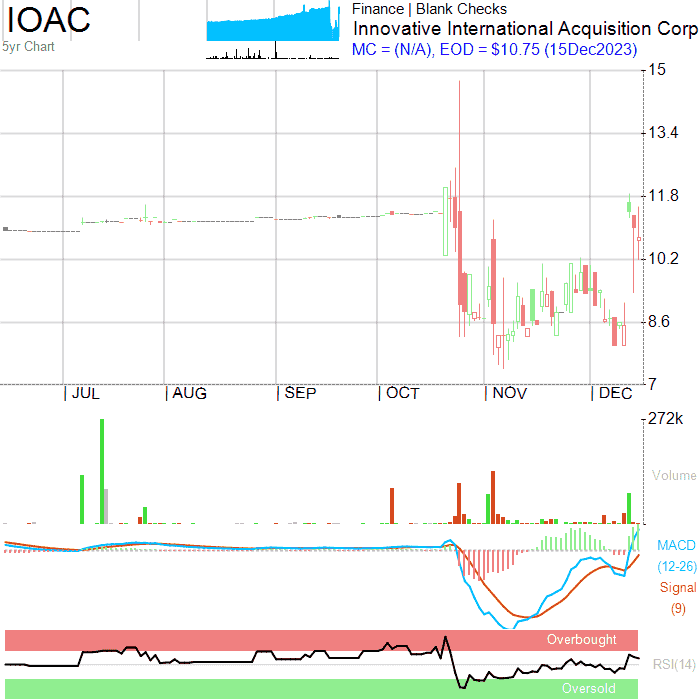 IOAC
5yr Chart
Finance | Blank Checks
Innovative International Acquisition Corp
MC = (N/A), EOD = $10.75 (15Dec2023)
15
13.4
11.8
10.2
8.6
7
| JUL | AUG | SEP | OCT | NOV | DEC
272k
Volume
MACD
(12-26)
Signal
(9)
Overbought
RSI(14)
Oversold